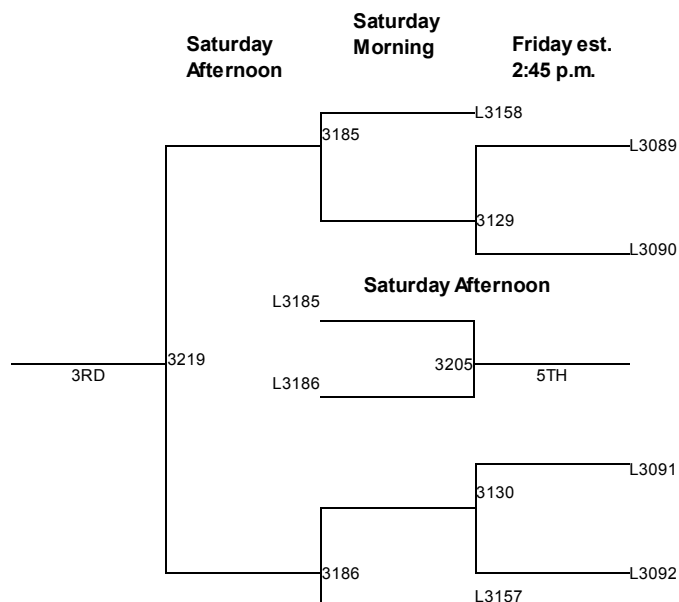 Saturday
Afternoon
Saturday
Morning
Friday est.
2:45 p.m.
L3158
3185
L3089
3129
L3090
Saturday Afternoon
L3185
3219
3205
3RD
L3186
5TH
L3091
3130
3186
L3092
L3157